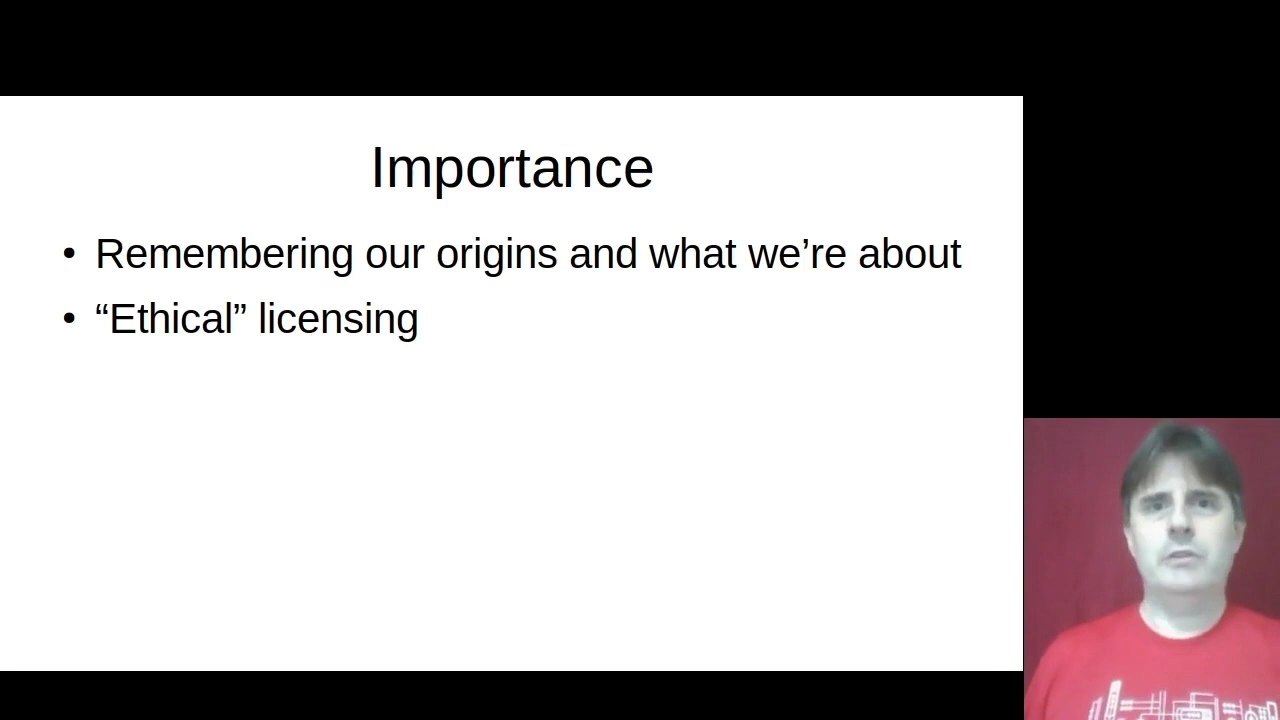 Importance
• Remembering our origins and what we’re about
• “Ethical” licensing